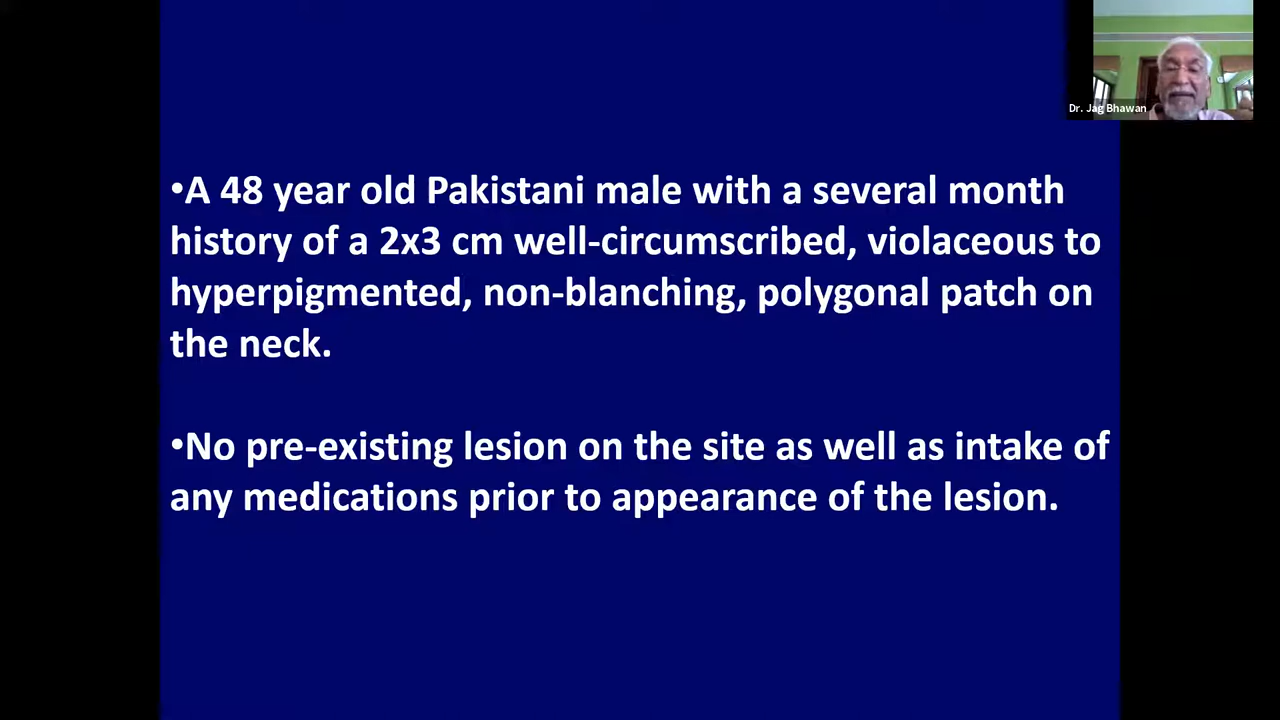 Dr. Jag Bhawan
•A 48 year old Pakistani male with a several month
history of a 2x3 cm well-circumscribed, violaceous to
hyperpigmented, non-blanching, polygonal patch on
the neck.
•No pre-existing lesion on the site as well as intake of
any medications prior to appearance of the lesion.